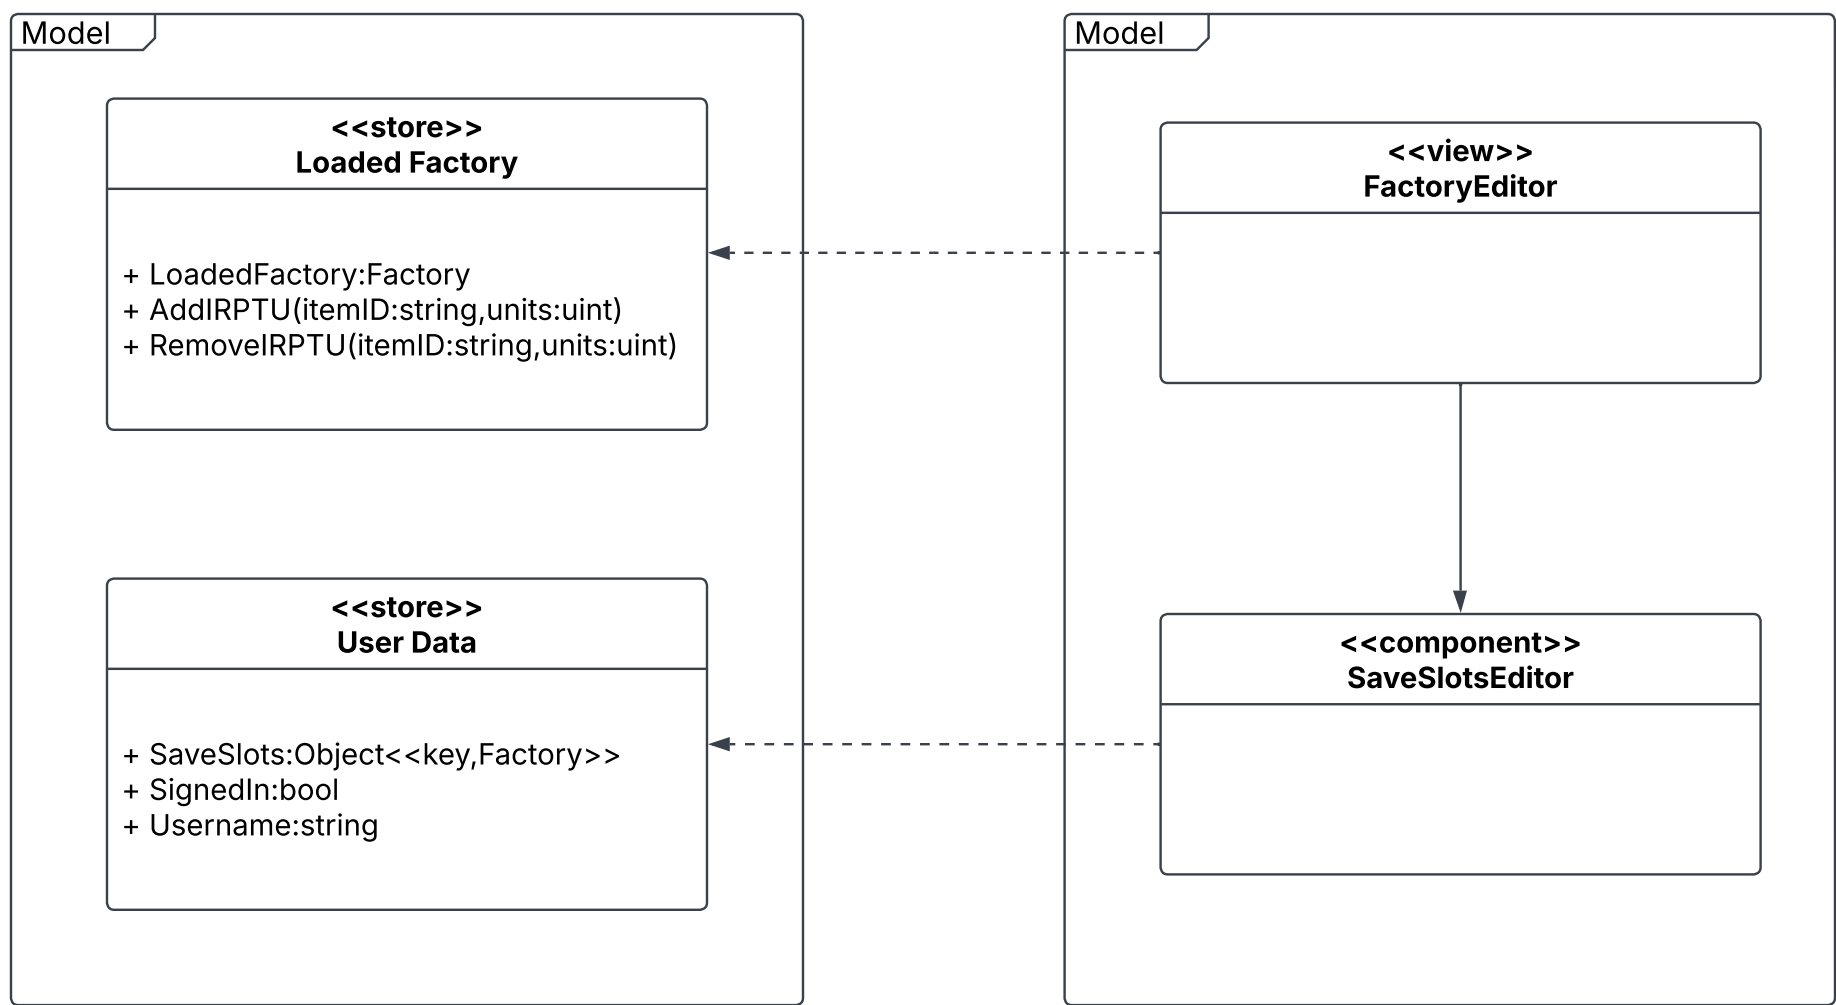 Model
<<store>>
Loaded Factory
+ LoadedFactory:Factory
+ AddIRPTU(itemID:string,units:uint)
+ RemoveIRPTU(itemID:string,units:uint)
<<store>>
User Data
+ SaveSlots:Object<<key,Factory>>
+ SignedIn:bool
+ Username:string
Model
<<view>>
FactoryEditor
<<component>>
SaveSlotsEditor